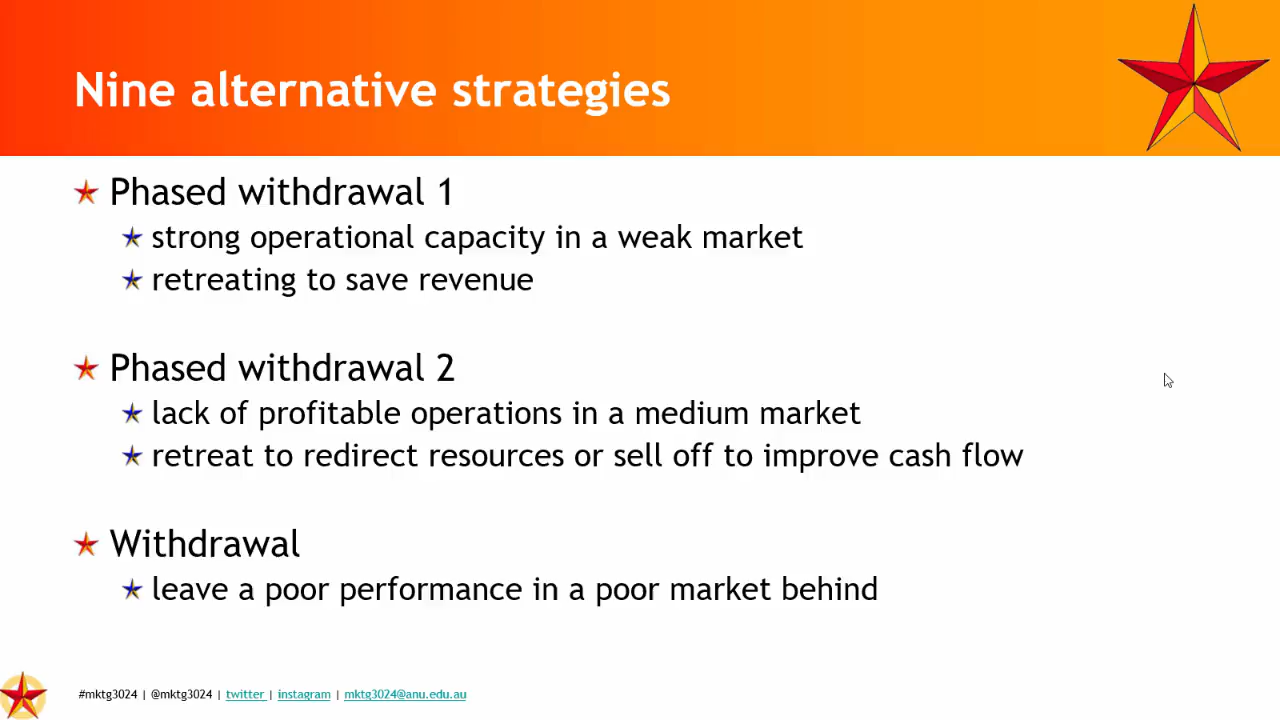 Nine alternative strategies
Phased withdrawal 1
strong operational capacity in a weak market
retreating to save revenue
Phased withdrawal 2
lack of profitable operations in a medium market
retreat to redirect resources or sell off to improve cash flow
Withdrawal
leave a poor performance in a poor market behind
#mktg3024 | @mktg3024 | twitter | instagram | mktg3024@anu.edu.au